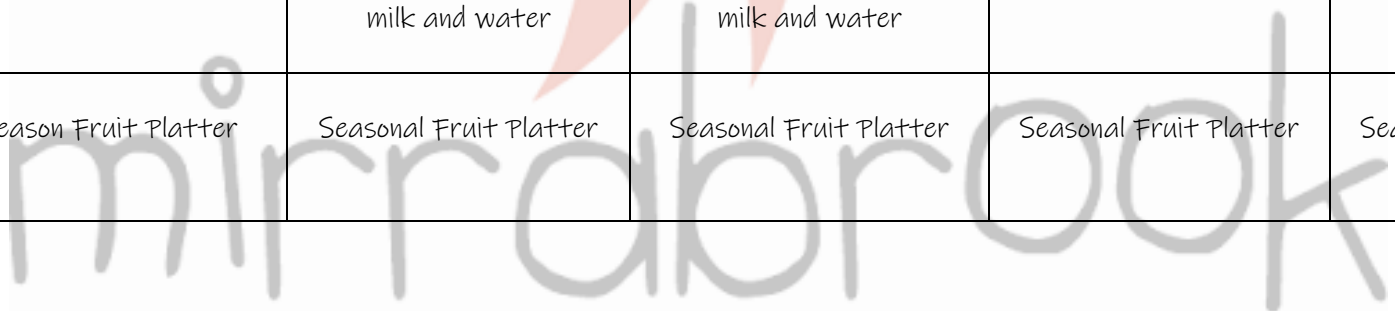 milk and water milk and water
eason Fruit Platter Seasonal Fruit Platter Seasonal Fruit Platter Seasonal Fruit Platter Sea
mirrabrook